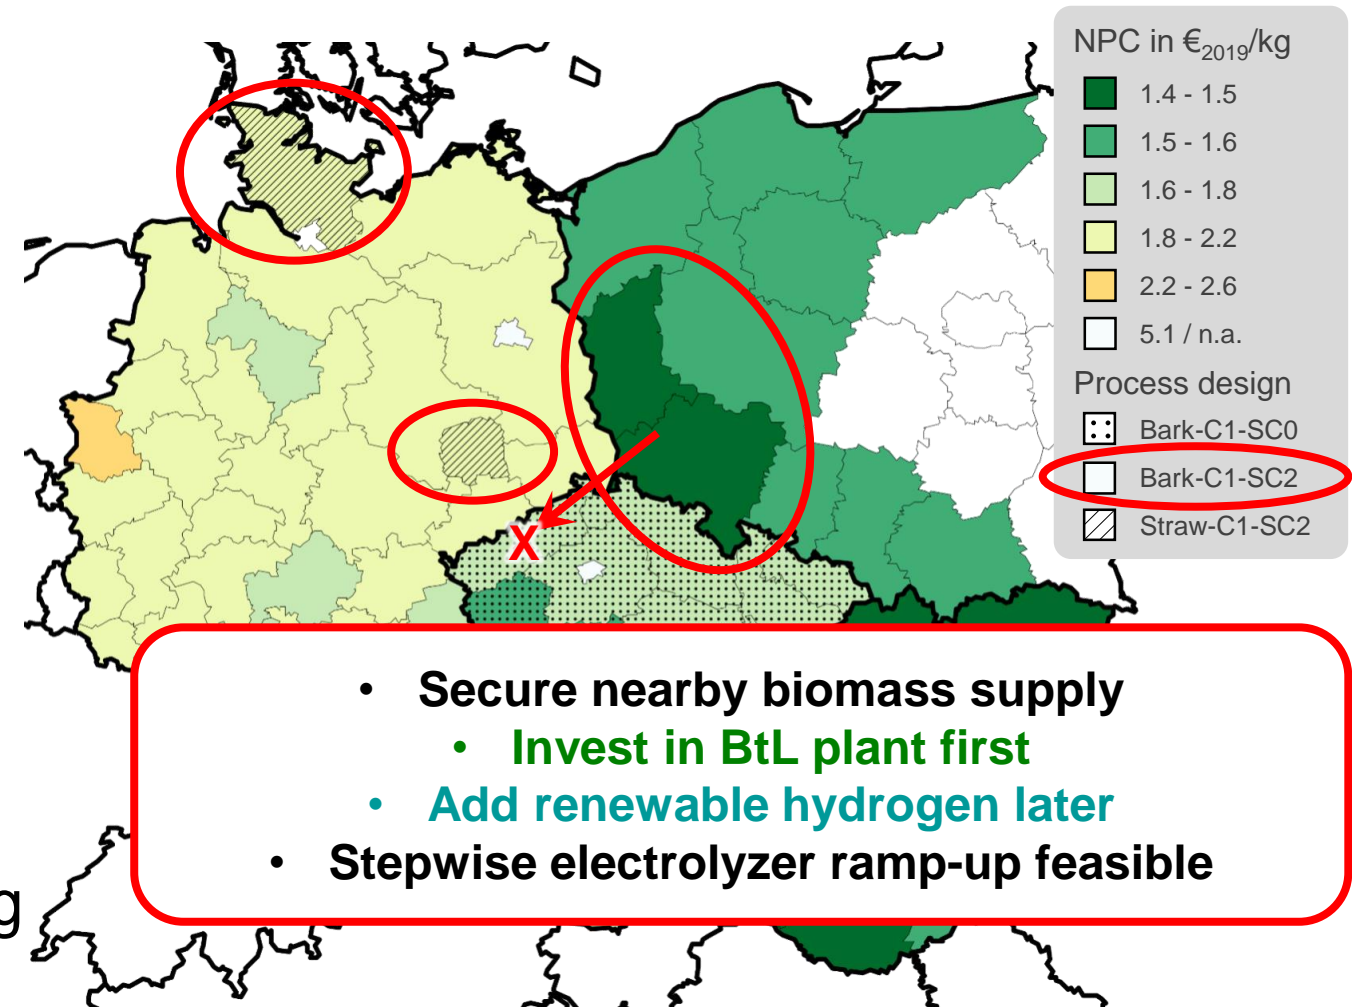 NPC in €2019/kg
1.4 - 1.5
1.5 - 1.6
1.6 - 1.8
1.8 - 2.2
2.2 - 2.6
5.1 / n.a.
Process design
Bark-C1-SC0
Bark-C1-SC2
Straw-C1-SC2
X
• Secure nearby biomass supply
• Invest in BtL plant first
• Add renewable hydrogen later
• Stepwise electrolyzer ramp-up feasible
g